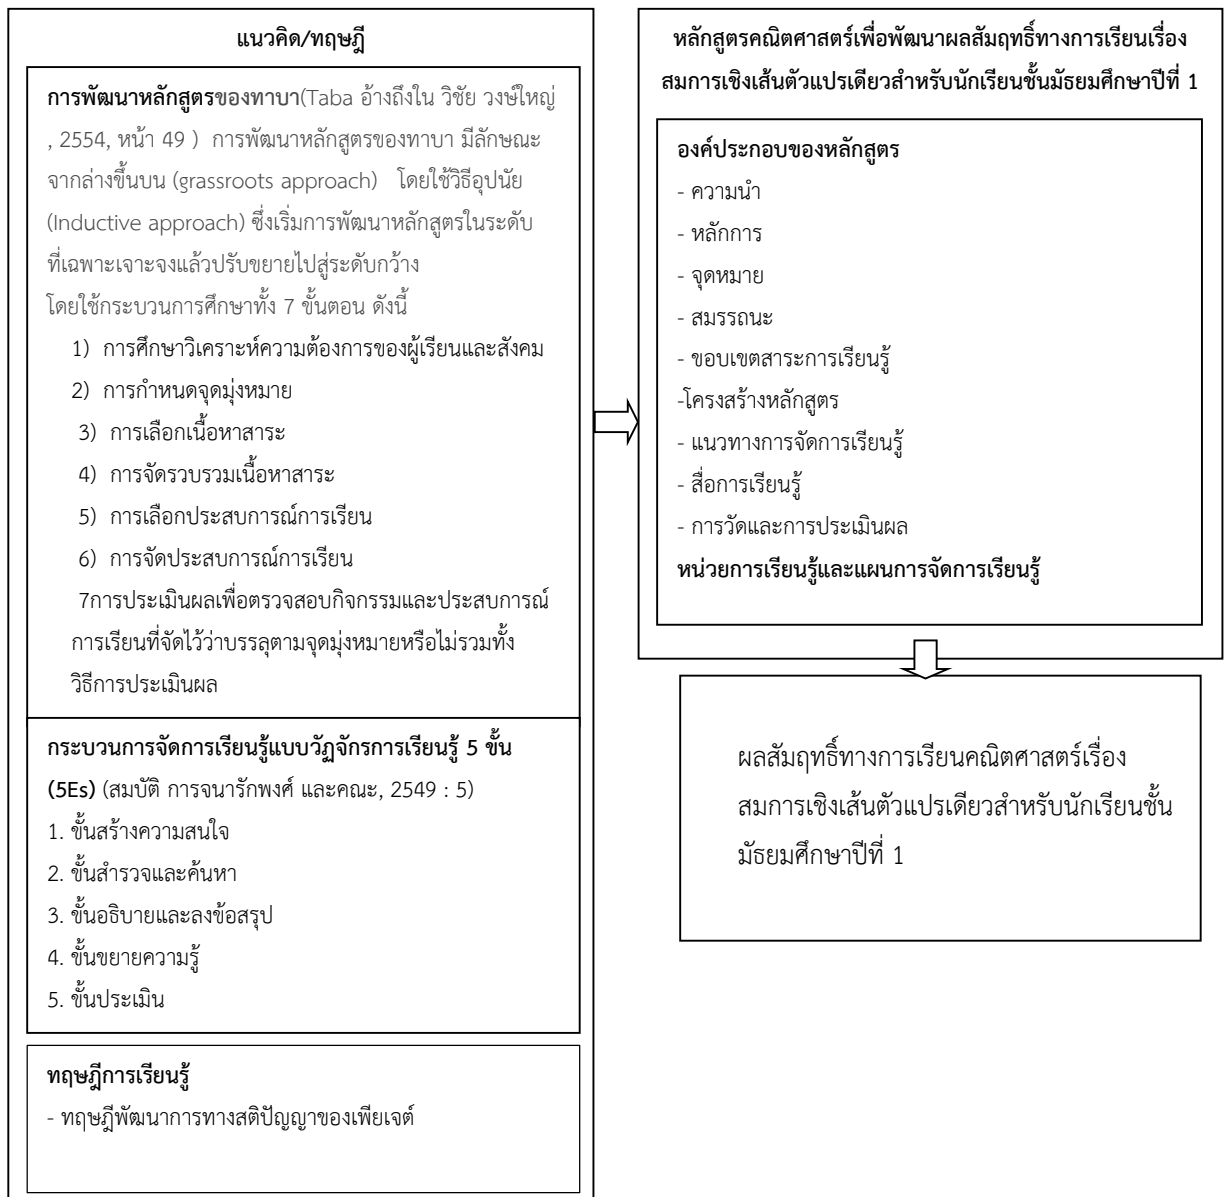 แนวคิด/ทฤษฎี
การพัฒนาหลักสูตรของทาบา(Taba อ้างถึงใน วิชัย วงษ์ใหญ่
, 2554, หน้า 49 ) การพัฒนาหลักสูตรของทาบา มีลักษณะ
จากล่างขึ้นบน (grassroots approach) โดยใช้วิธีอุปนัย
(Inductive approach) ซึ่งเริ่มการพัฒนาหลักสูตรในระดับ
ที่เฉพาะเจาะจงแล้วปรับขยายไปสู่ระดับกว้าง
โดยใช้กระบวนการศึกษาทั้ง 7 ขั้นตอน ดังนี้
1) การศึกษาวิเคราะห์ความต้องการของผู้เรียนและสังคม
2) การกำหนดจุดมุ่งหมาย
3) การเลือกเนื้อหาสาระ
4) การจัดรวบรวมเนื้อหาสาระ
5) การเลือกประสบการณ์การเรียน
6) การจัดประสบการณ์การเรียน
7การประเมินผลเพื่อตรวจสอบกิจกรรมและประสบการณ์
การเรียนที่จัดไว้ว่าบรรลุตามจุดมุ่งหมายหรือไม่รวมทั้ง
วิธีการประเมินผล
กระบวนการจัดการเรียนรู้แบบวัฏจักรการเรียนรู้ 5 ขั้น
(5Es) (สมบัติ การจนารักพงศ์ และคณะ, 2549 : 5)
1. ขั้นสร้างความสนใจ
2. ขั้นสำรวจและค้นหา
3. ขั้นอธิบายและลงข้อสรุป
4. ขั้นขยายความรู้
5. ขั้นประเมิน
ทฤษฎีการเรียนรู้
- ทฤษฎีพัฒนาการทางสติปัญญาของเพียเจต์
หลักสูตรคณิตศาสตร์เพื่อพัฒนาผลสัมฤทธิ์ทางการเรียนเรื่อง
สมการเชิงเส้นตัวแปรเดียวสำหรับนักเรียนชั้นมัธยมศึกษาปีที่ 1
องค์ประกอบของหลักสูตร
- ความนำ
- หลักการ
- จุดหมาย
- สมรรถนะ
- ขอบเขตสาระการเรียนรู้
-โครงสร้างหลักสูตร
- แนวทางการจัดการเรียนรู้
- สื่อการเรียนรู้
- การวัดและการประเมินผล
หน่วยการเรียนรู้และแผนการจัดการเรียนรู้
ผลสัมฤทธิ์ทางการเรียนคณิตศาสตร์เรื่อง
สมการเชิงเส้นตัวแปรเดียวสำหรับนักเรียนชั้น
มัธยมศึกษาปีที่ 1